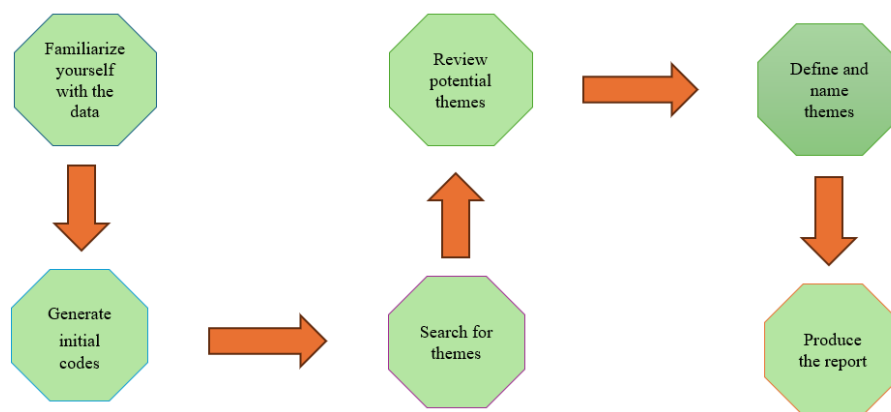 Familiarize
yourself
with the
data
Generate
initial
codes
Search for
themes
Review
potential
themes
Define and
name
themes
Produce
the report